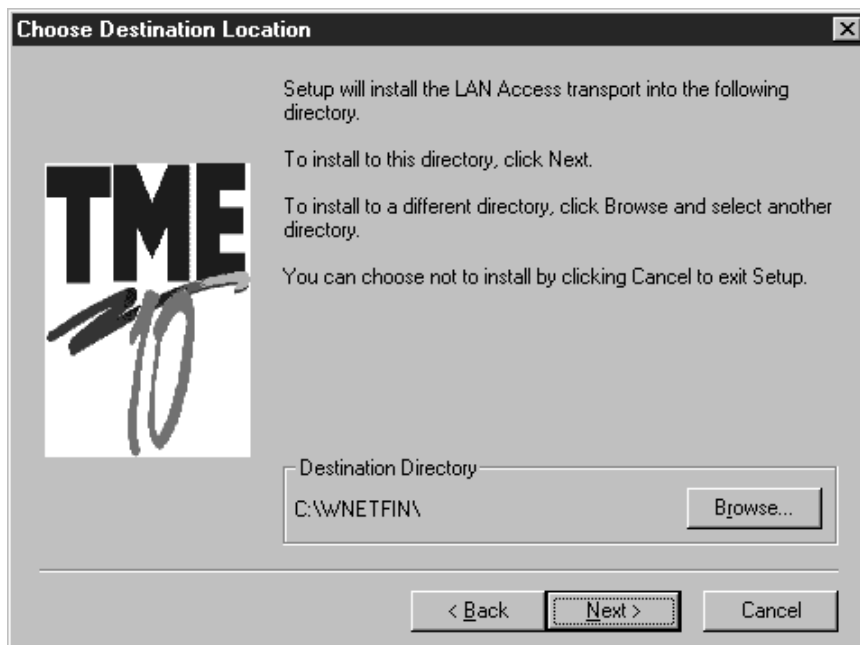 Choose Destination Location
Setup will install the LAN Access transport into the following
directory.
To install to this directory, click Next.
To install to a different directory, click Browse and select another
directory.
You can choose not to install by clicking Cancel to exit Setup.
TME
10
Destination Directory
C:\WNETFIN\
Browse...
< Back
Next >
Cancel